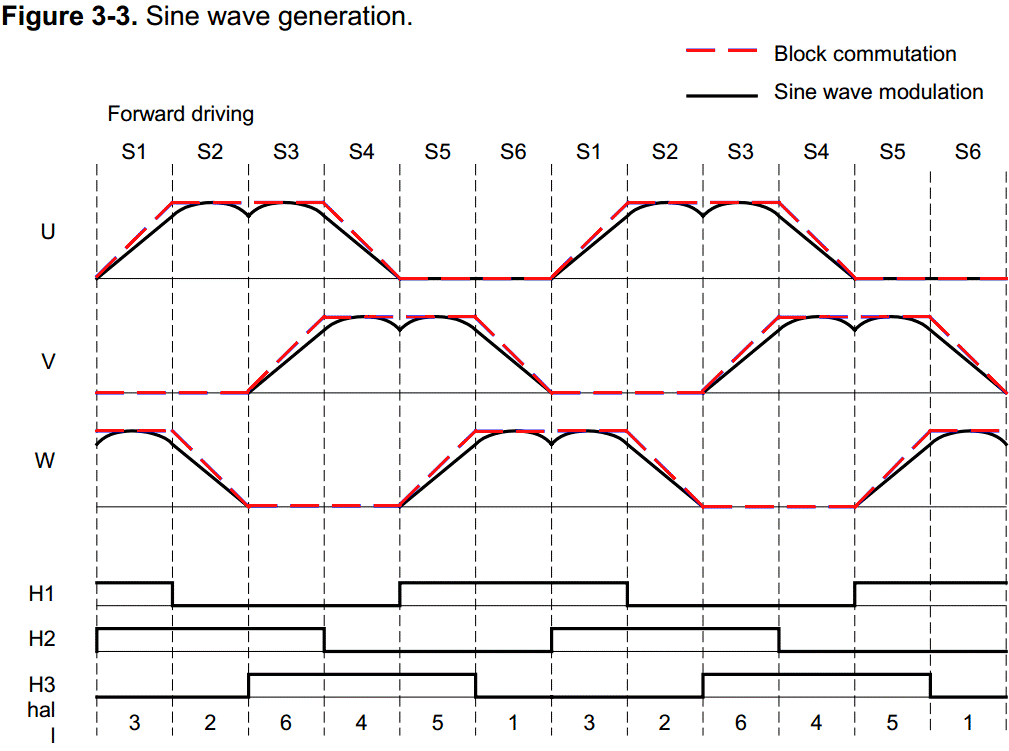 Figure 3-3. Sine wave generation.
Block commutation
Sine wave modulation
Forward driving
S1 S2 S3 S4 S5 S6 S1 S2 S3 S4 S5 S6
U
V
W
H1
H2
H3
hal
l
3 2 6 4 5 1 3 2 6 4 5 1